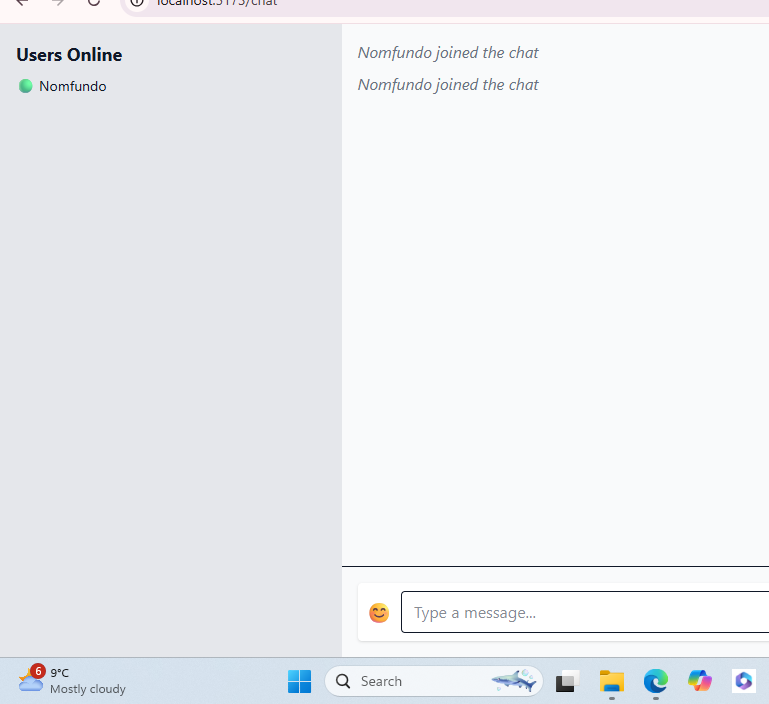 localhost:5173/chat
Users Online
Nomfundo
Nomfundo joined the chat
Nomfundo joined the chat
Type a message...
6
9°C
Mostly cloudy
Search